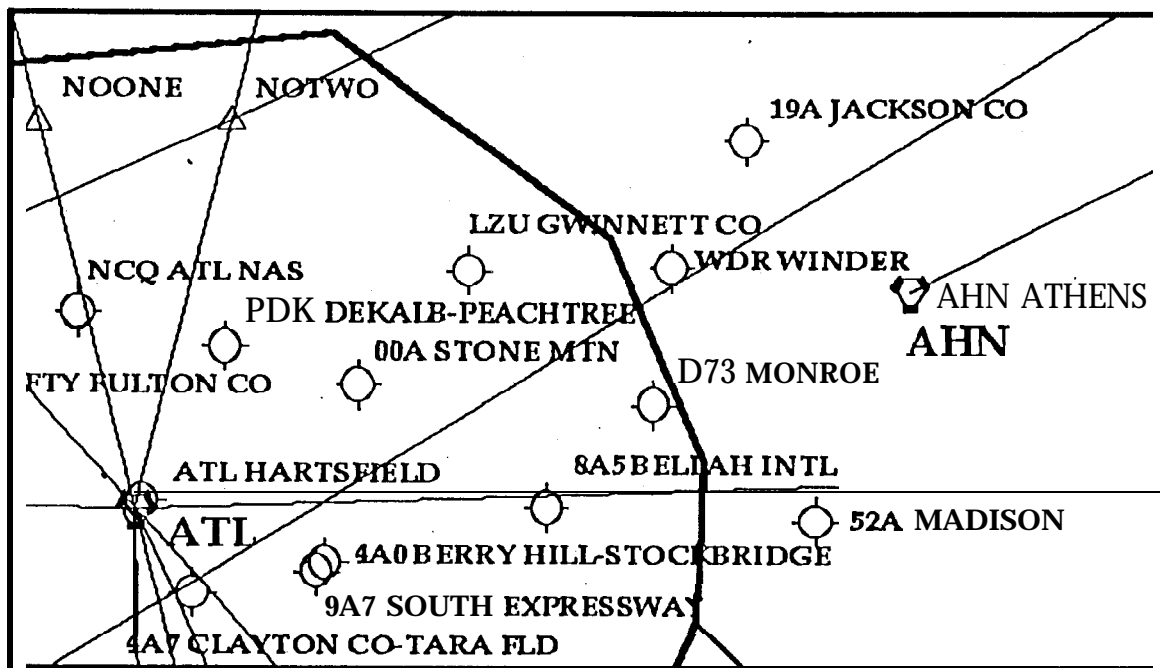 NOONE
NOTWO
19A JACKSON CO
LZU GWINNETT CO
NCQ ATL NAS
WDR WINDER
PDK DEKALB-PEACHTREE
AHN ATHENS
AHN
00A STONE MTN
FTY FULTON CO
D73 MONROE
ATL HARTSFIELD
8A5 BELLAH INTL
ATL
52A MADISON
4A0 BERRY HILL-STOCKBRIDGE
9A7 SOUTH EXPRESSWAY
4A7 CLAYTON CO-TARA FLD